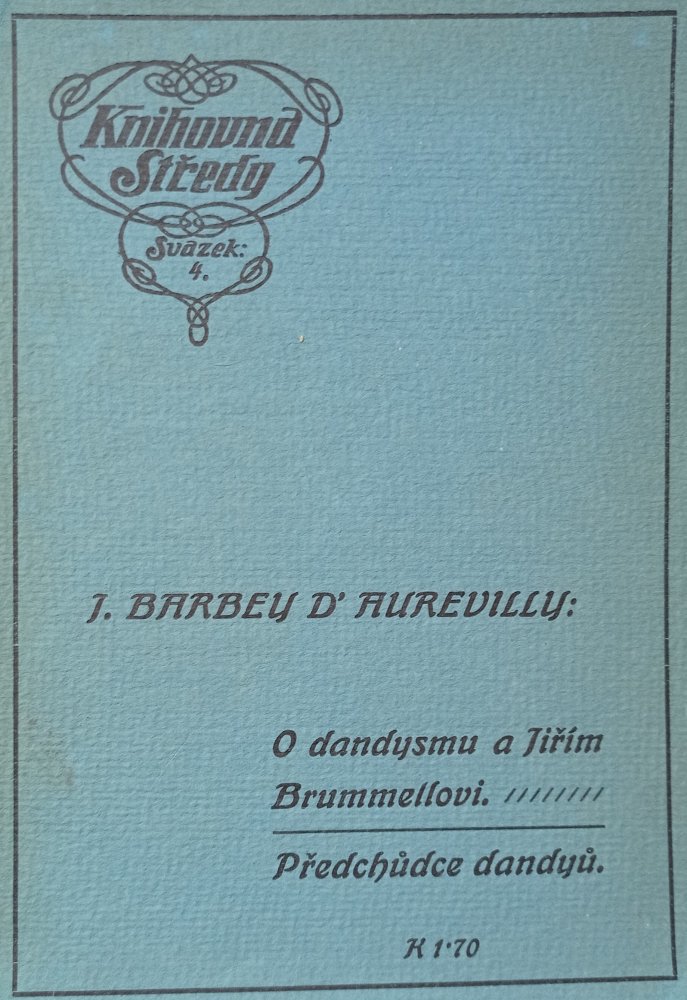 Knihovna
Středy
Svazek:
4.
J. BARBEY D' AUREVILLY:
O dandysmu a Jiřím
Brummellovi. ////////
Předchůdce dandyů.
K 1·70